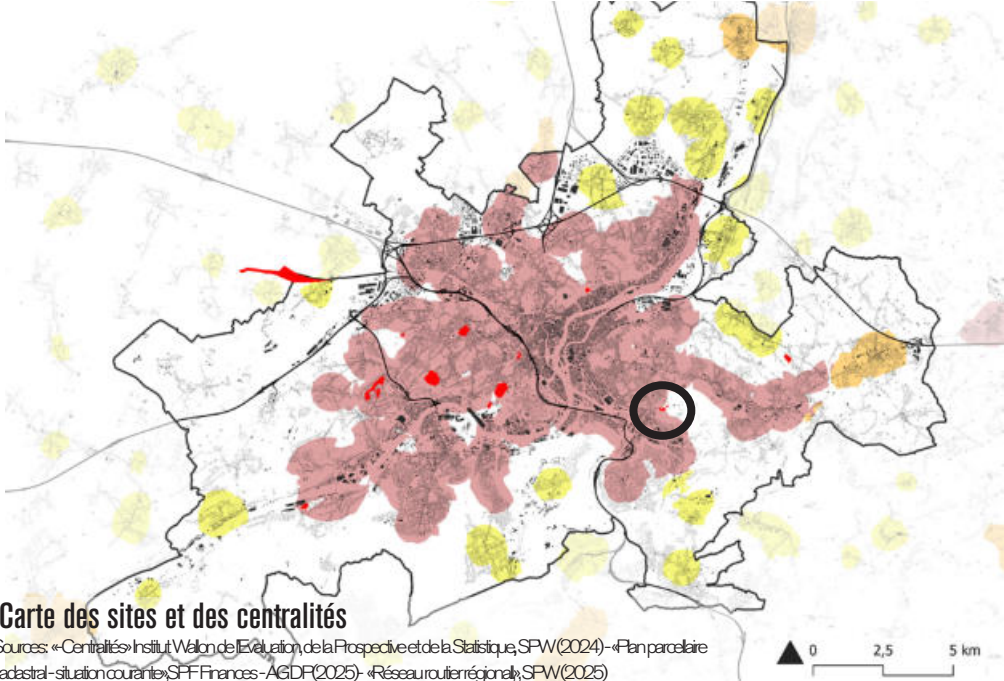 Carte des sites et des centralités
Sources: «-Centralités» Institut Wallon de l'Evaluation, de la Prospective et de la Statistique, SPW (2024) - «Plan parcellaire
adastral - situation courante», SPF Finances - AGDP (2025) - «Réseau routier régional», SPW (2025)
0 2,5 5 km